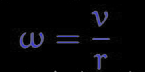 ω = v/r